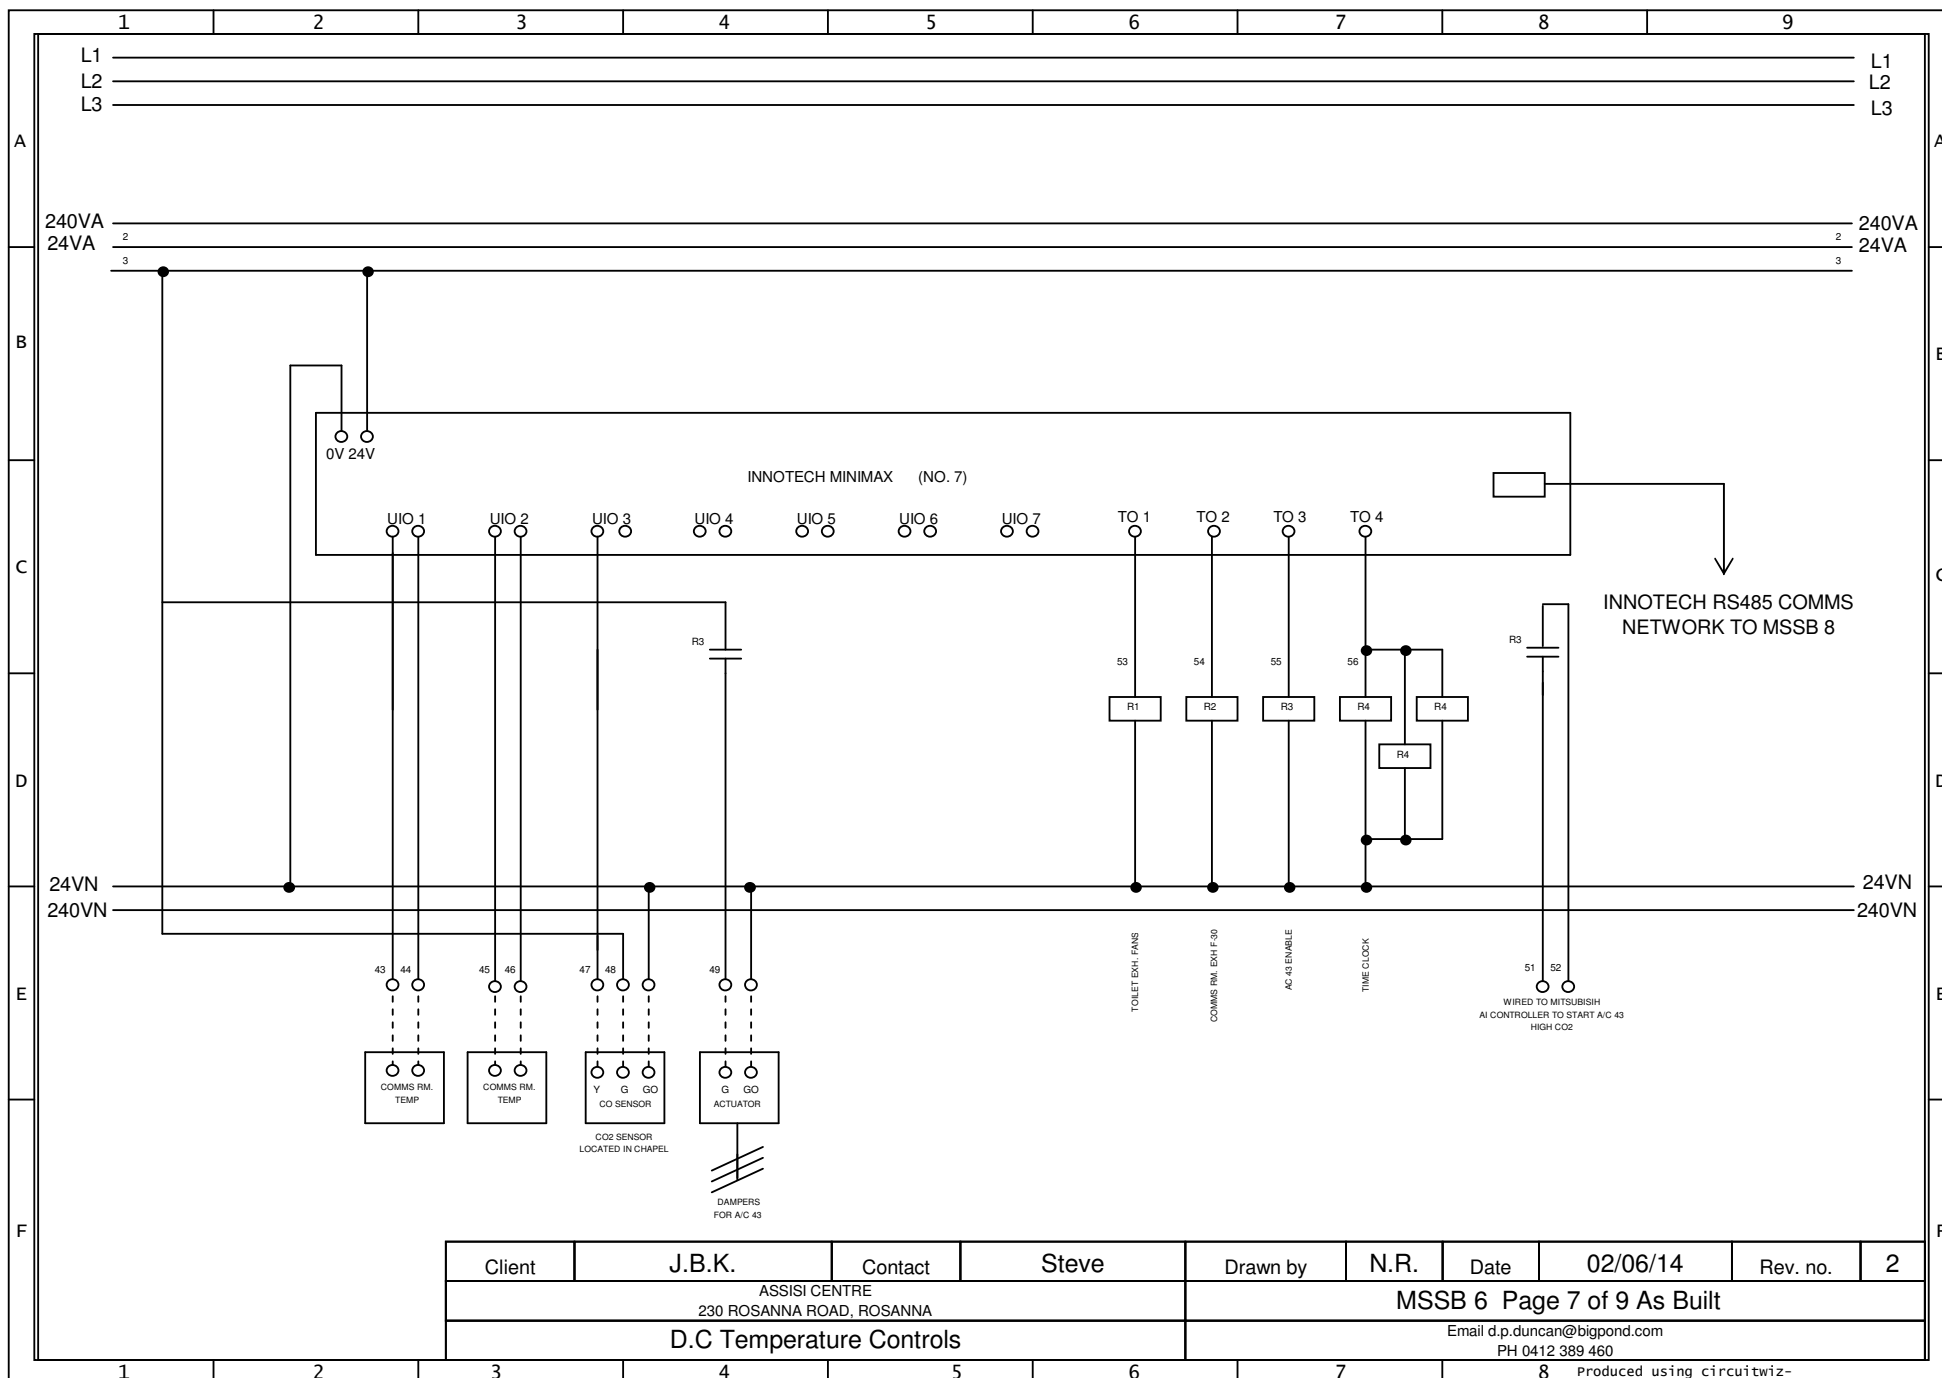 1 2 3 4 5 6 7 8 9
L1 L1
L2 L2
L3 L3
A A
240VA 240VA
2 2
24VA 24VA
3 3
B
0V 24V
INNOTECH MINIMAX (NO. 7)
UIO 1 UIO 2 UIO 3 UIO 4 UIO 5 UIO 6 UIO 7 TO 1 TO 2 TO 3 TO 4
C
INNOTECH RS485 COMMS
NETWORK TO MSSB 8
R3 R3
53 54 55 56
R1 R2 R3 R4 R4
R4
D
24VN 24VN
240VN 240VN
TOILET EXH. FANS
COMMS RM. EXH F-30
AC 43 ENABLE
TIME CLOCK
43 44 45 46 47 48 49 51 52
E
WIRED TO MITSUBISIH
AI CONTROLLER TO START A/C 43
HIGH CO2
COMMS RM.
TEMP
COMMS RM.
TEMP
Y G GO
CO SENSOR
G GO
ACTUATOR
CO2 SENSOR
LOCATED IN CHAPEL
DAMPERS
FOR A/C 43
F
Client J.B.K. Contact Steve Drawn by N.R. Date 02/06/14 Rev. no. 2
ASSISI CENTRE
230 ROSANNA ROAD, ROSANNA
MSSB 6 Page 7 of 9 As Built
D.C Temperature Controls
Email d.p.duncan@bigpond.com
PH 0412 389 460
1 2 3 4 5 6 7 8
Produced using circuitwiz-